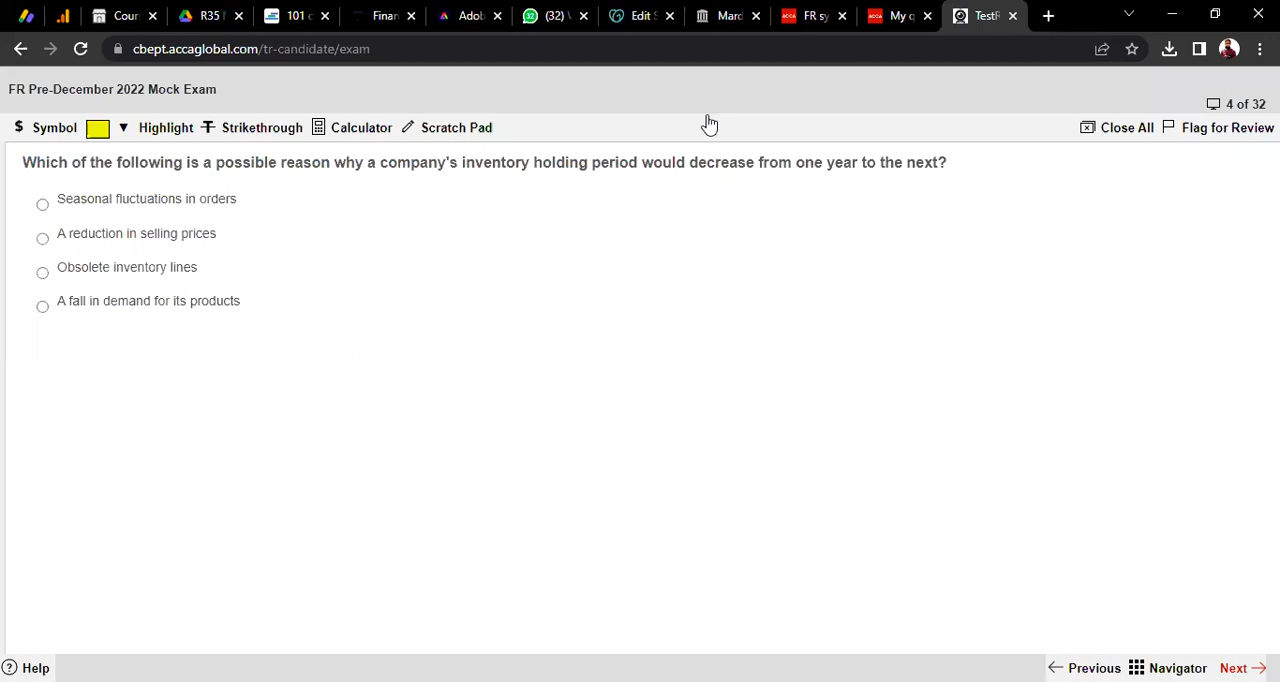 Cour
R35
101 c
Finan
Adob
(32)
Edit S
Marc
FR sy
My q
TestR
cbept.accaglobal.com/tr-candidate/exam
FR Pre-December 2022 Mock Exam
4 of 32
$ Symbol Highlight Strikethrough Calculator Scratch Pad Close All Flag for Review
Which of the following is a possible reason why a company's inventory holding period would decrease from one year to the next?
Seasonal fluctuations in orders
A reduction in selling prices
Obsolete inventory lines
A fall in demand for its products
Help Previous Navigator Next